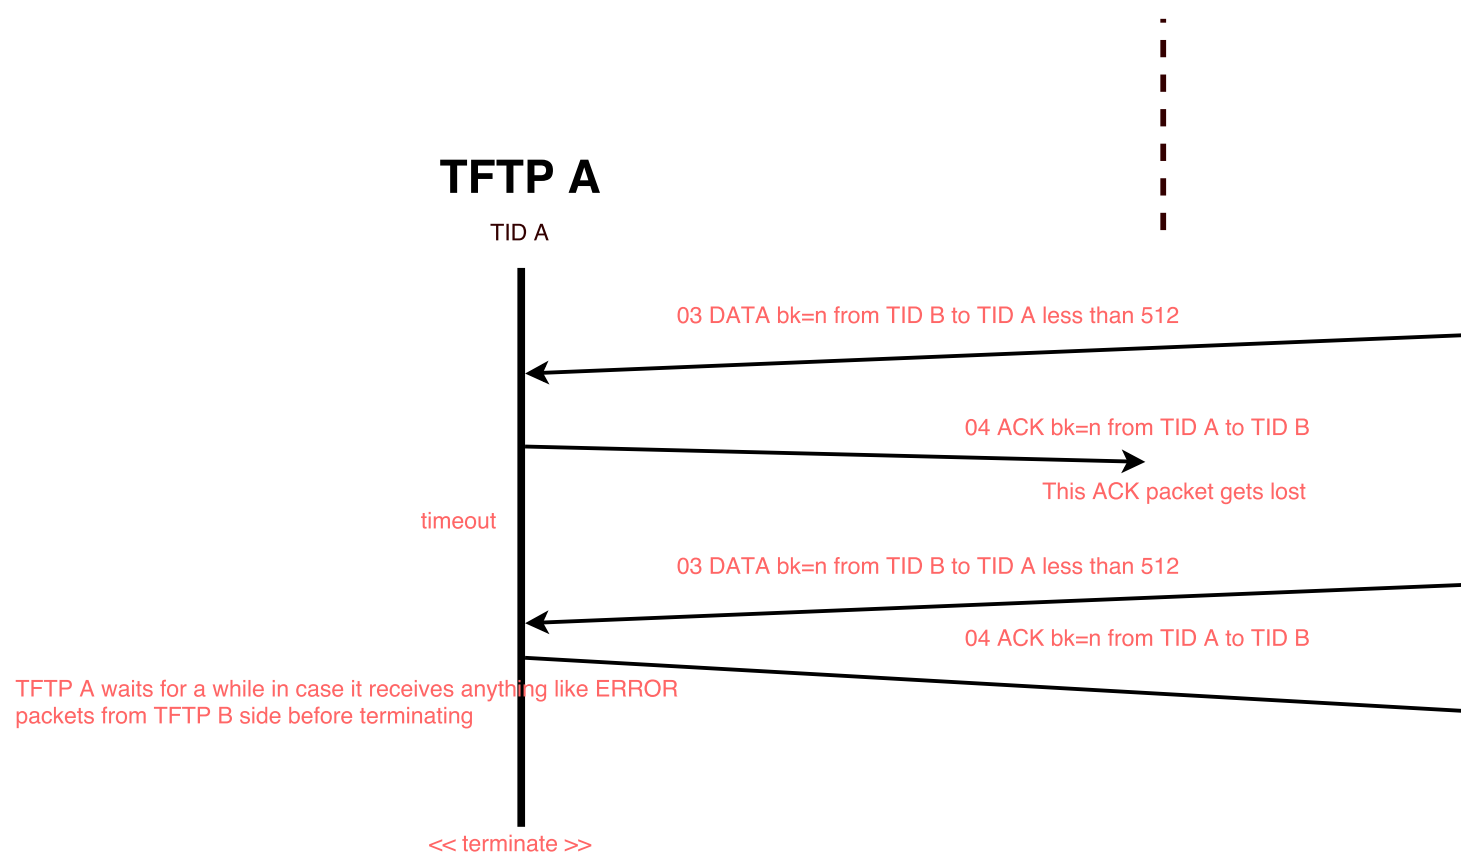 TFTP A
TID A
03 DATA bk=n from TID B to TID A less than 512
04 ACK bk=n from TID A to TID B
This ACK packet gets lost
timeout
03 DATA bk=n from TID B to TID A less than 512
04 ACK bk=n from TID A to TID B
TFTP A waits for a while in case it receives anything like ERROR
packets from TFTP B side before terminating
<< terminate >>